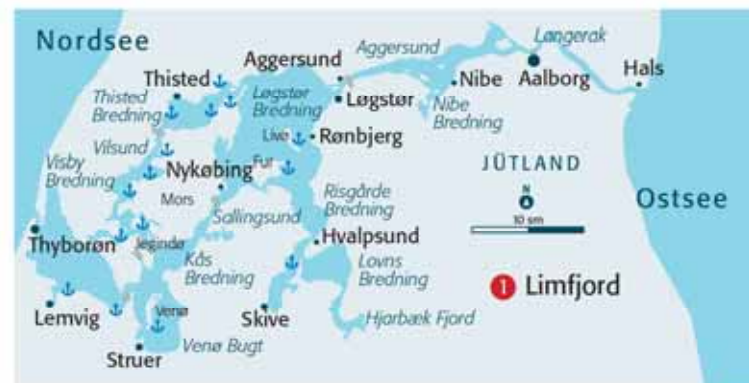 Nordsee
Aggersund
Aggersund
Langerak
Thisted
Hals
Aalborg
Nibe
Løgstør
Thisted
Bredning
Løgstør
Bredning
Nibe
Bredning
Livø
Rønbjerg
Vilsund
Visby
Bredning
Nykøbing
Fur
JÜTLAND
Mors
Risgårde
Bredning
N
Ostsee
Sallingsund
10 sm
Thyborøn
Jegindø
Hvalpsund
Kås
Bredning
Lovns
Bredning
1 Limfjord
Lemvig
Venø
Skive
Hjarbæk Fjord
Struer
Venø Bugt